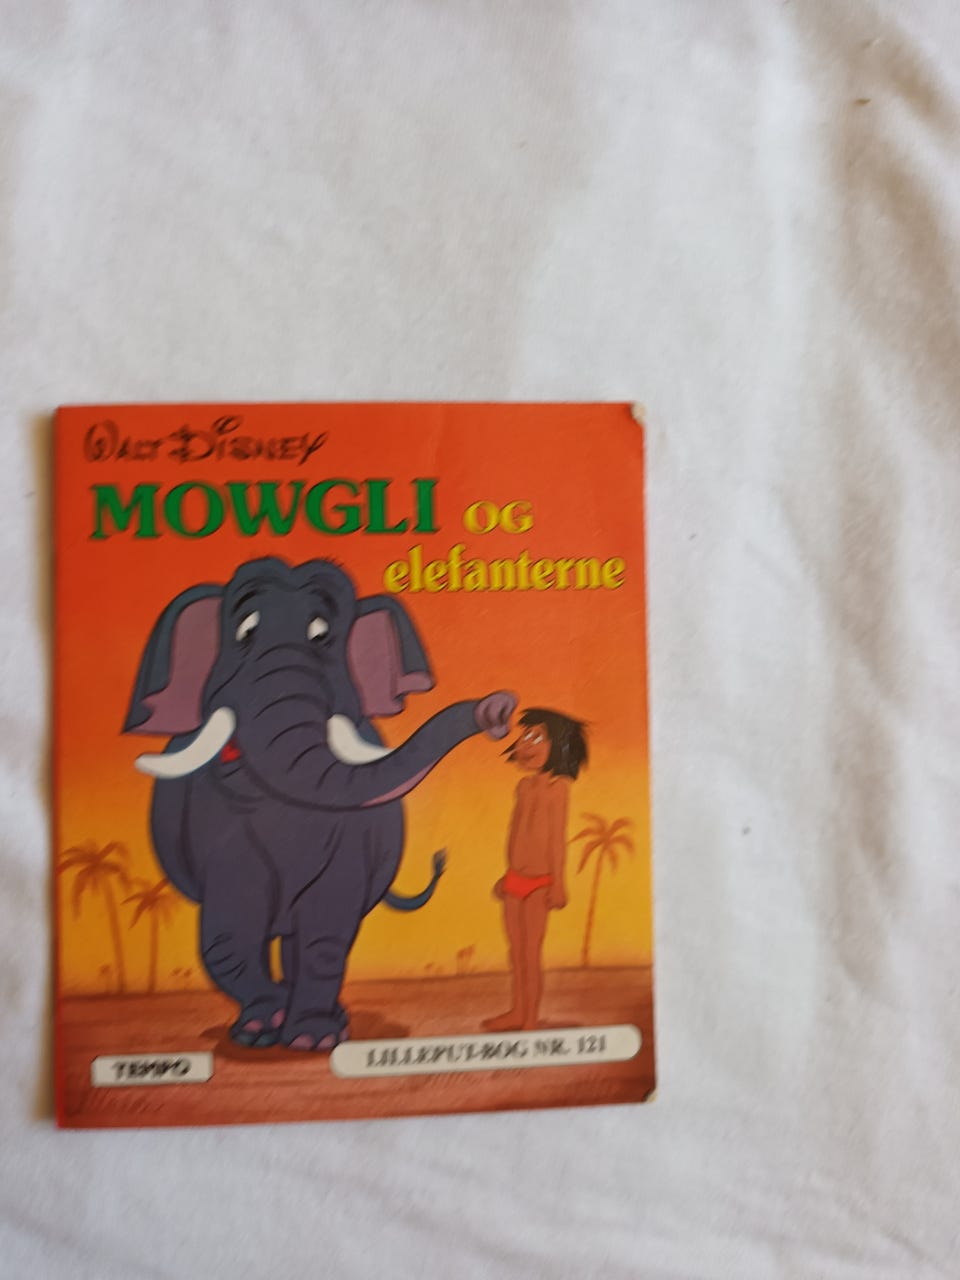 WALT DISNEY
MOWGLI OG
elefanterne
TEMPO
LILLEPUT-BOG NR. 121